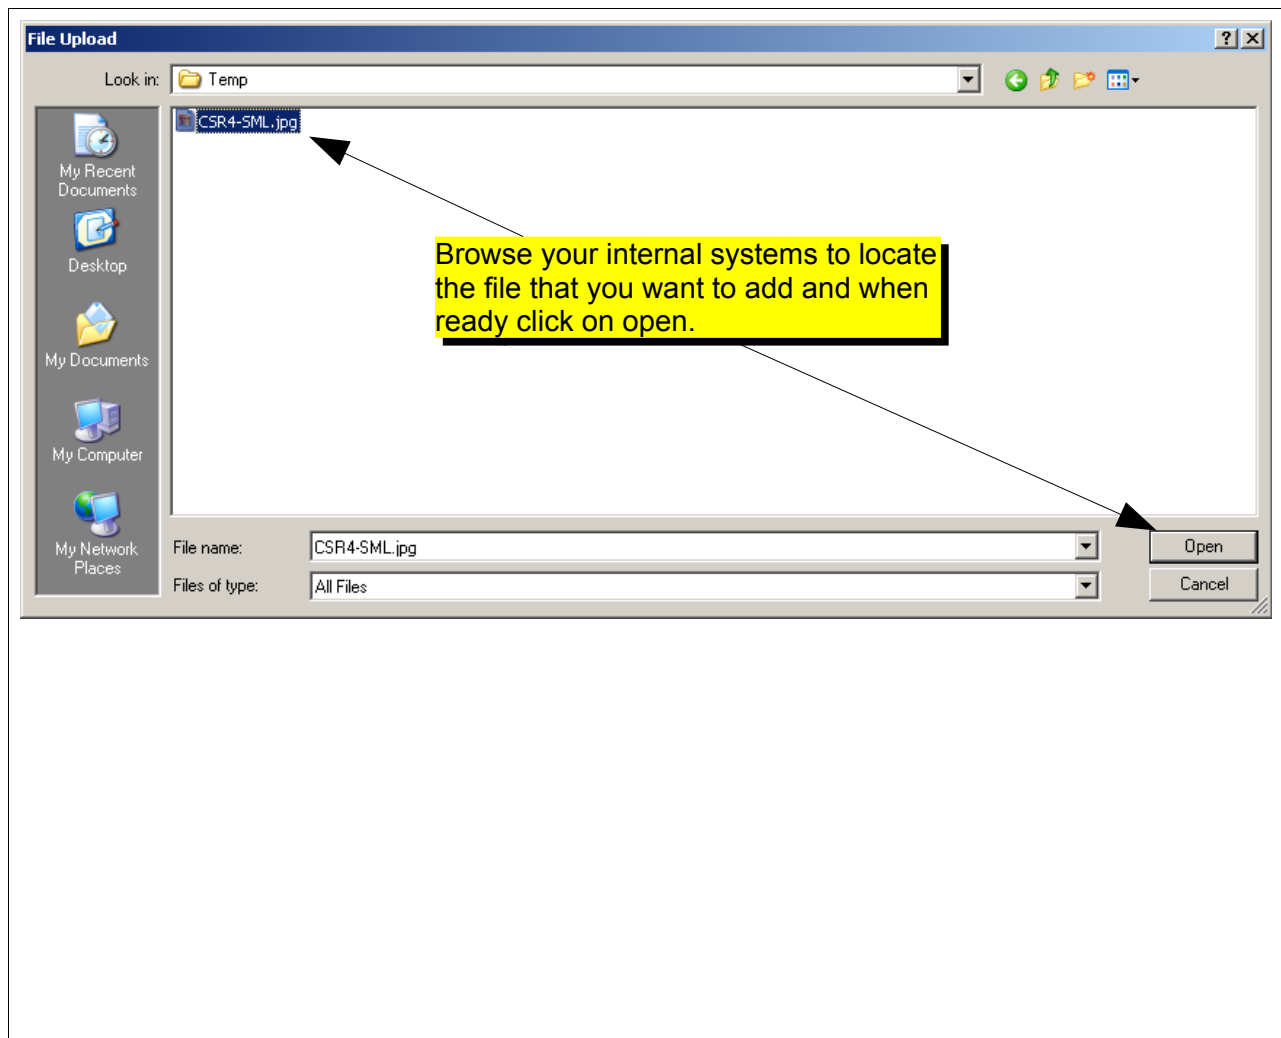 File Upload
Look in: Temp
CSR4-SML.jpg
My Recent
Documents
Desktop
My Documents
My Computer
My Network
Places
Browse your internal systems to locate
the file that you want to add and when
ready click on open.
File name: CSR4-SML.jpg Open
Files of type: All Files Cancel